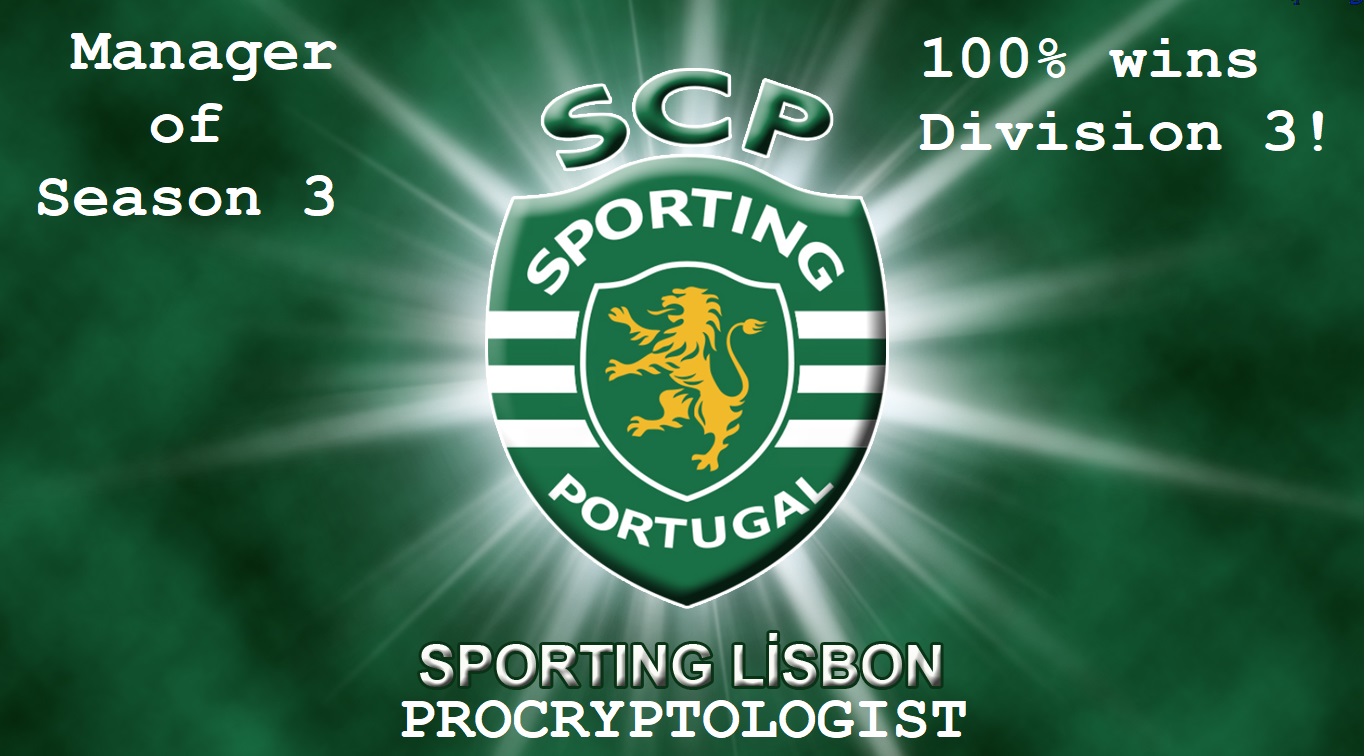 Manager
of
Season 3
100% wins
Division 3!
SCP
SPORTING
PORTUGAL
SPORTING LİSBON
PROCRYPTOLOGIST